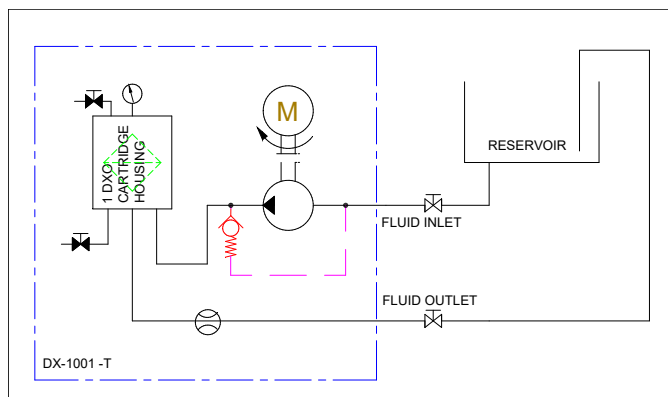 1 DXO
CARTRIDGE
HOUSING
M
RESERVOIR
FLUID INLET
FLUID OUTLET
DX-1001 -T